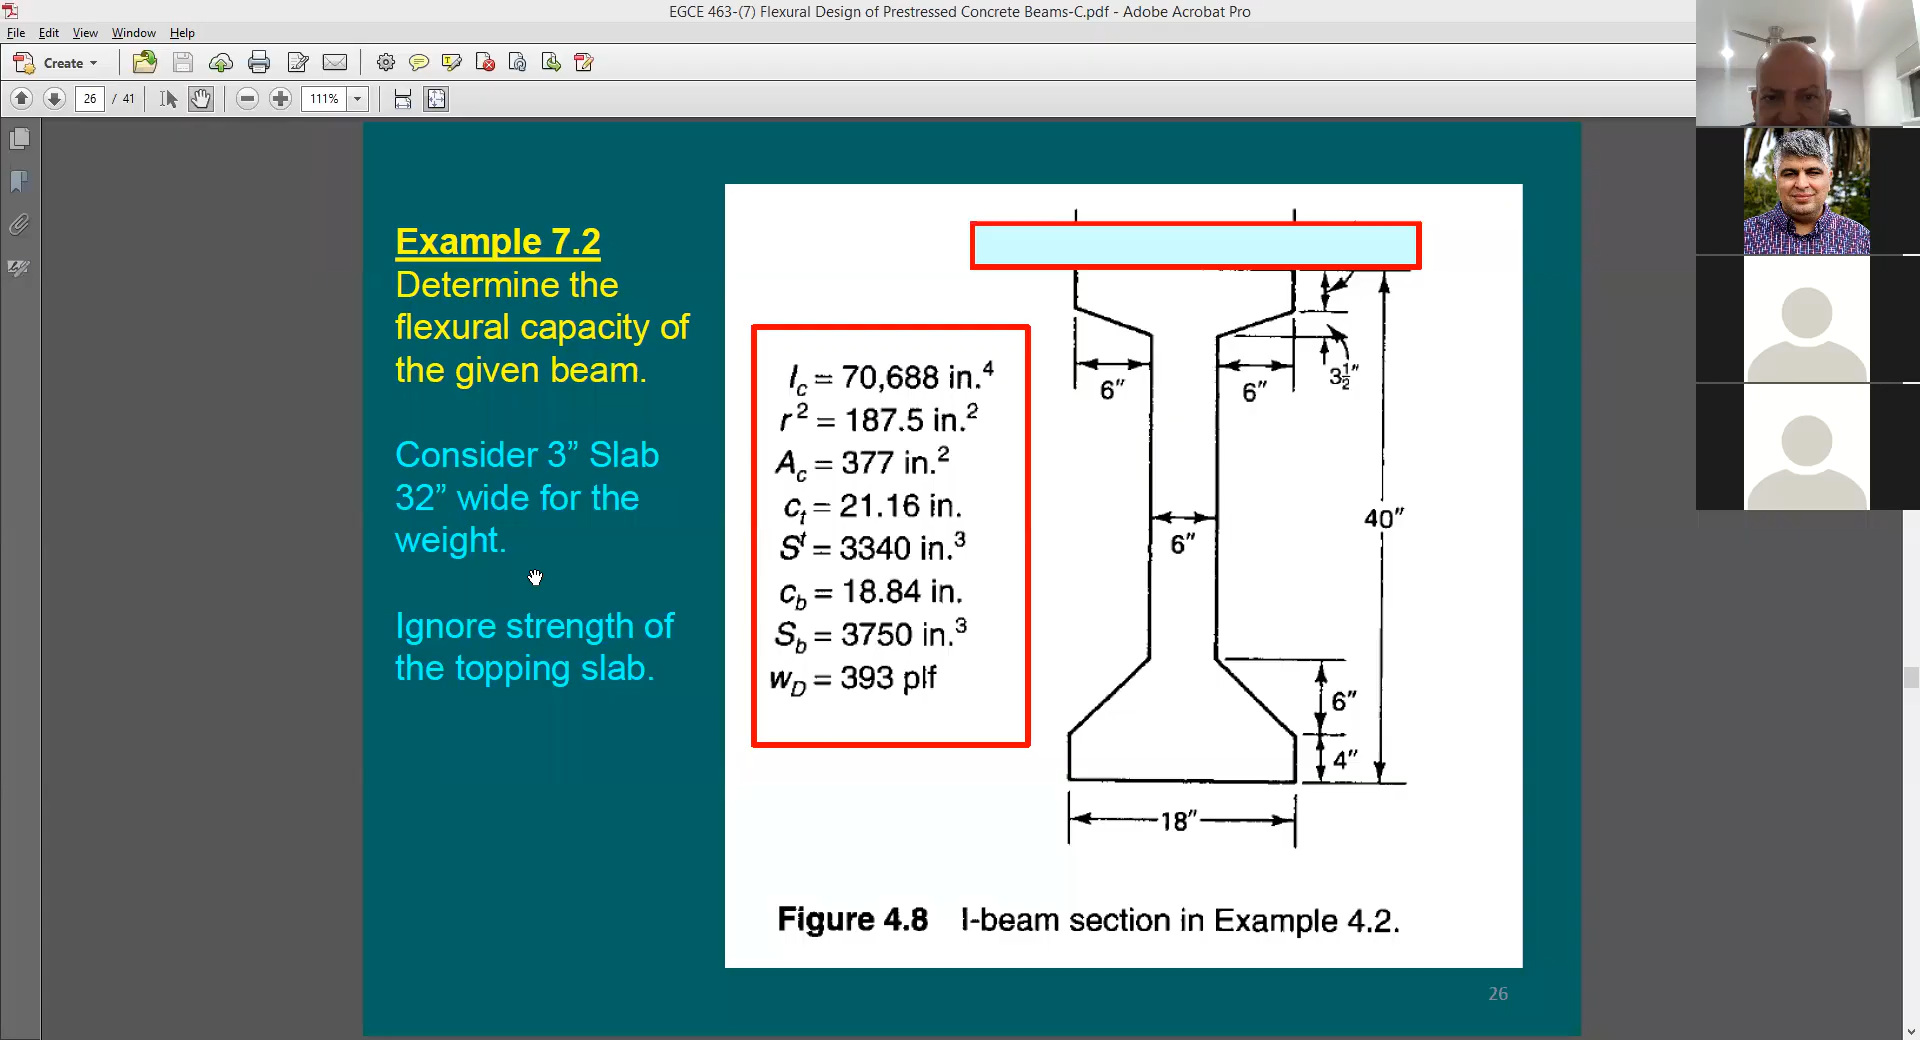 EGCE 463-(7) Flexural Design of Prestressed Concrete Beams-C.pdf - Adobe Acrobat Pro
File Edit View Window Help
Create
26 / 41 111%
Example 7.2
Determine the
flexural capacity of
the given beam.
Consider 3” Slab
32” wide for the
weight.
Ignore strength of
the topping slab.
I_c = 70,688 in.⁴
r² = 187.5 in.²
A_c = 377 in.²
c_t = 21.16 in.
Sᵗ = 3340 in.³
c_b = 18.84 in.
S_b = 3750 in.³
w_D = 393 plf
6″
6″
3½″
40″
6″
6″
4″
18″
Figure 4.8 I-beam section in Example 4.2.
26